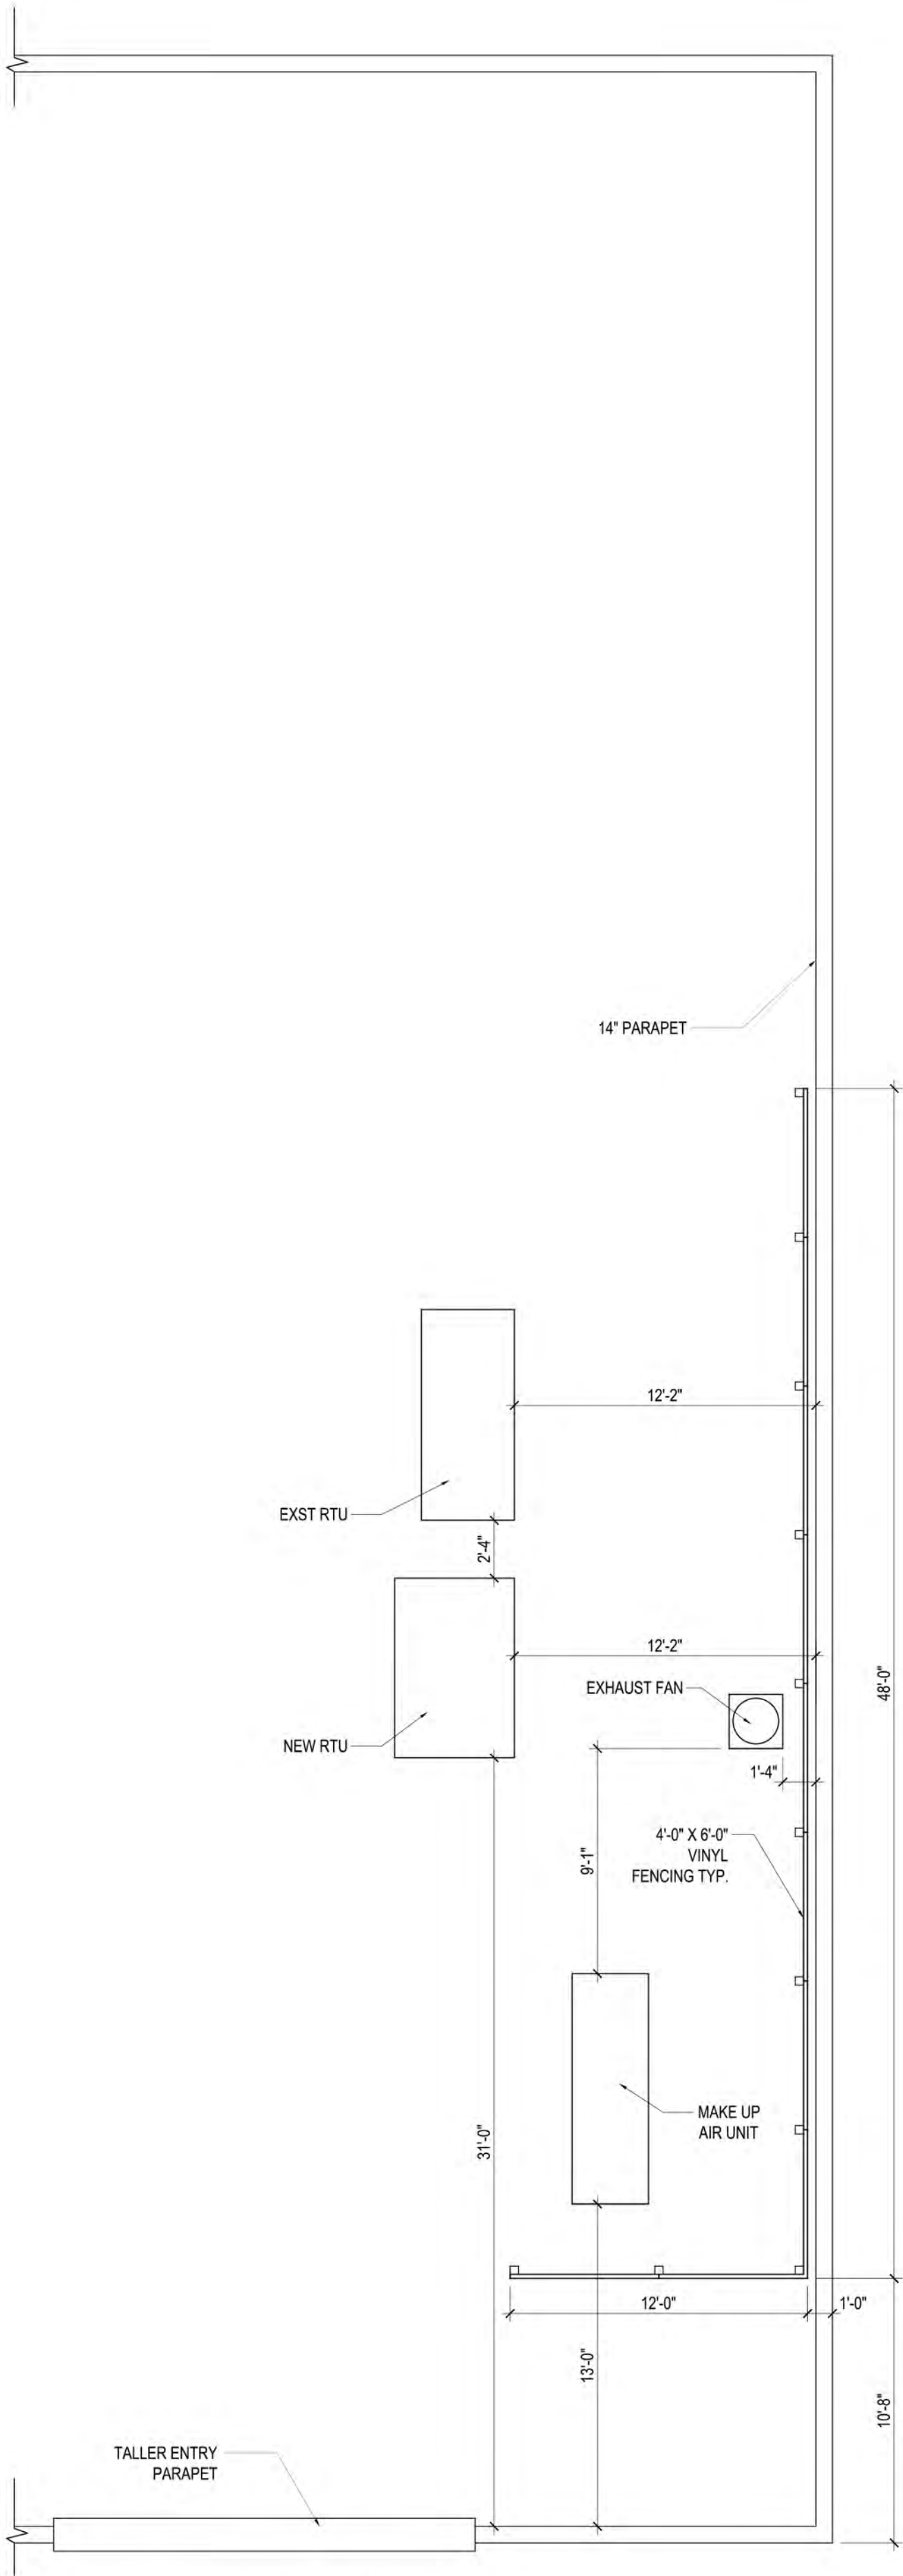 14" PARAPET
12'-2"
EXST RTU
2'-4"
12'-2"
48'-0"
EXHAUST FAN
NEW RTU
1'-4"
4'-0" X 6'-0"
VINYL
FENCING TYP.
9'-1"
MAKE UP
AIR UNIT
31'-0"
12'-0"
1'-0"
13'-0"
10'-8"
TALLER ENTRY
PARAPET